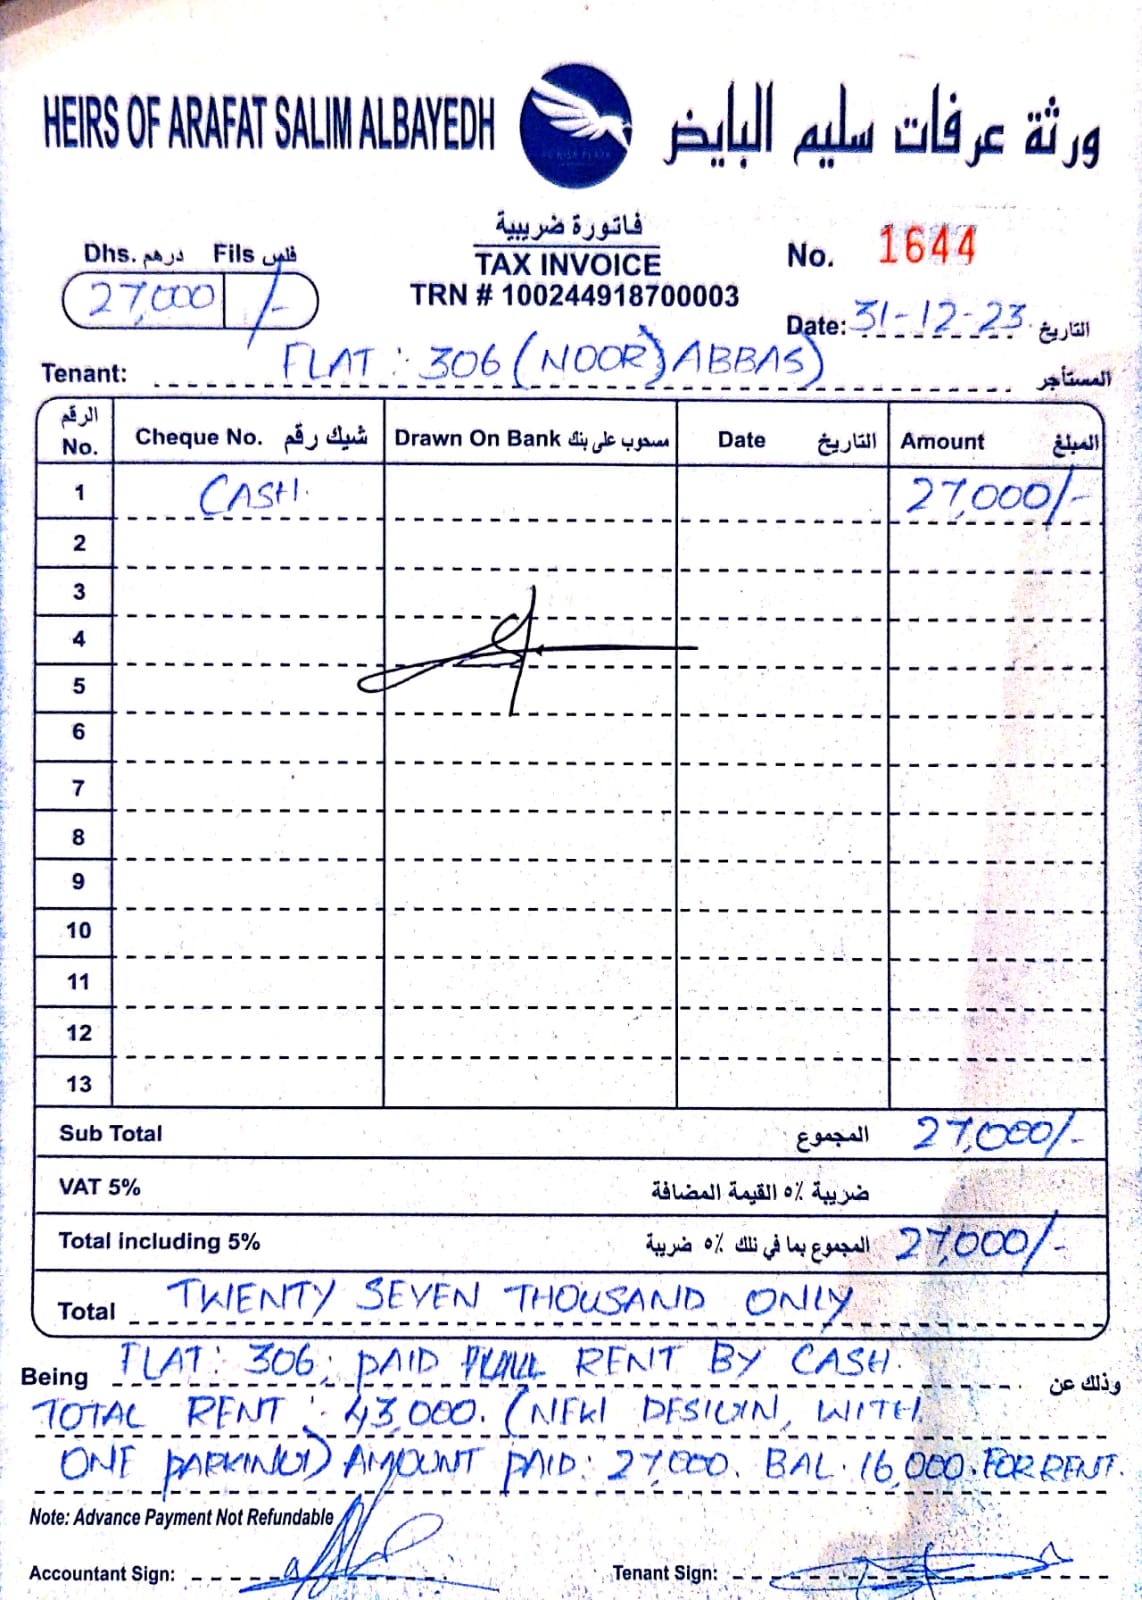 HEIRS OF ARAFAT SALIM ALBAYEDH
ورثة عرفات سليم البايض
فاتورة ضريبية
TAX INVOICE
TRN # 100244918700003
Dhs. درهم Fils فلس
27,000 /-
No. 1644
Date: 31-12-23 التاريخ
Tenant: FLAT : 306 (NOOR) ABBAS) المستأجر
الرقم No. Cheque No. شيك رقم Drawn On Bank مسحوب على بنك Date التاريخ Amount المبلغ
1 CASH. 27,000/-
2
3
4
5
6
7
8
9
10
11
12
13
Sub Total المجموع 27,000/-
VAT 5% ضريبة ٥٪ القيمة المضافة
Total including 5% المجموع بما في ذلك ٥٪ ضريبة 27,000/-
Total TWENTY SEVEN THOUSAND ONLY
Being FLAT: 306; PAID RENT BY CASH. وذلك عن
TOTAL RENT : 43,000. (NEW DESIGN, WITH
ONE PARKING) AMOUNT PAID: 27,000. BAL. 16,000. FOR RENT.
Note: Advance Payment Not Refundable
Accountant Sign:
Tenant Sign: